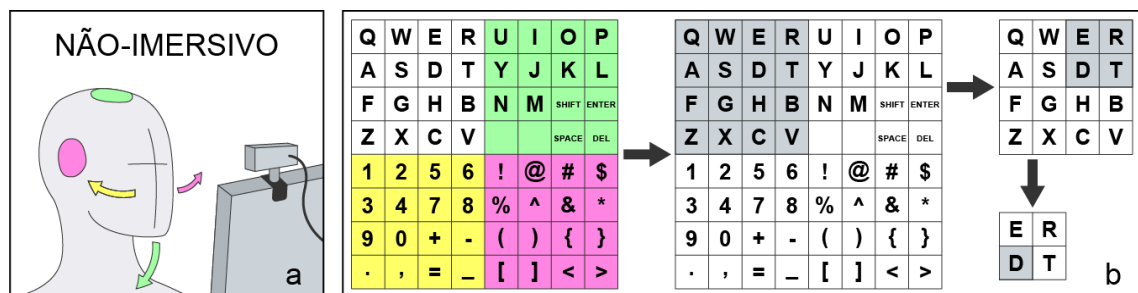 NÃO-IMERSIVO
a
Q W E R U I O P
A S D T Y J K L
F G H B N M SHIFT ENTER
Z X C V SPACE DEL
1 2 5 6 ! @ # $
3 4 7 8 % ^ & *
9 0 + - ( ) { }
. , = _ [ ] < >
Q W E R U I O P
A S D T Y J K L
F G H B N M SHIFT ENTER
Z X C V SPACE DEL
1 2 5 6 ! @ # $
3 4 7 8 % ^ & *
9 0 + - ( ) { }
. , = _ [ ] < >
Q W E R
A S D T
F G H B
Z X C V
E R
D T
b